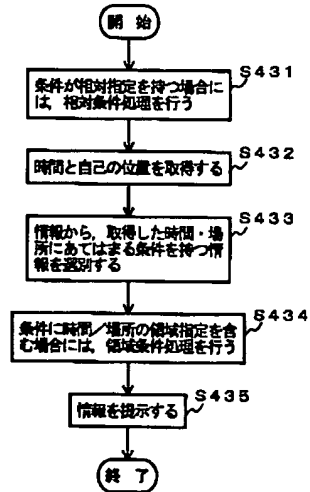 開 始
S431
条件が相対指定を持つ場合に
は，相対条件処理を行う
S432
時間と自己の位置を取得する
S433
情報から，取得した時間・場
所にあてはまる条件を持つ情
報を選別する
S434
条件に時間／場所の領域指定を含
む場合には，領域条件処理を行う
S435
情報を提示する
終 了